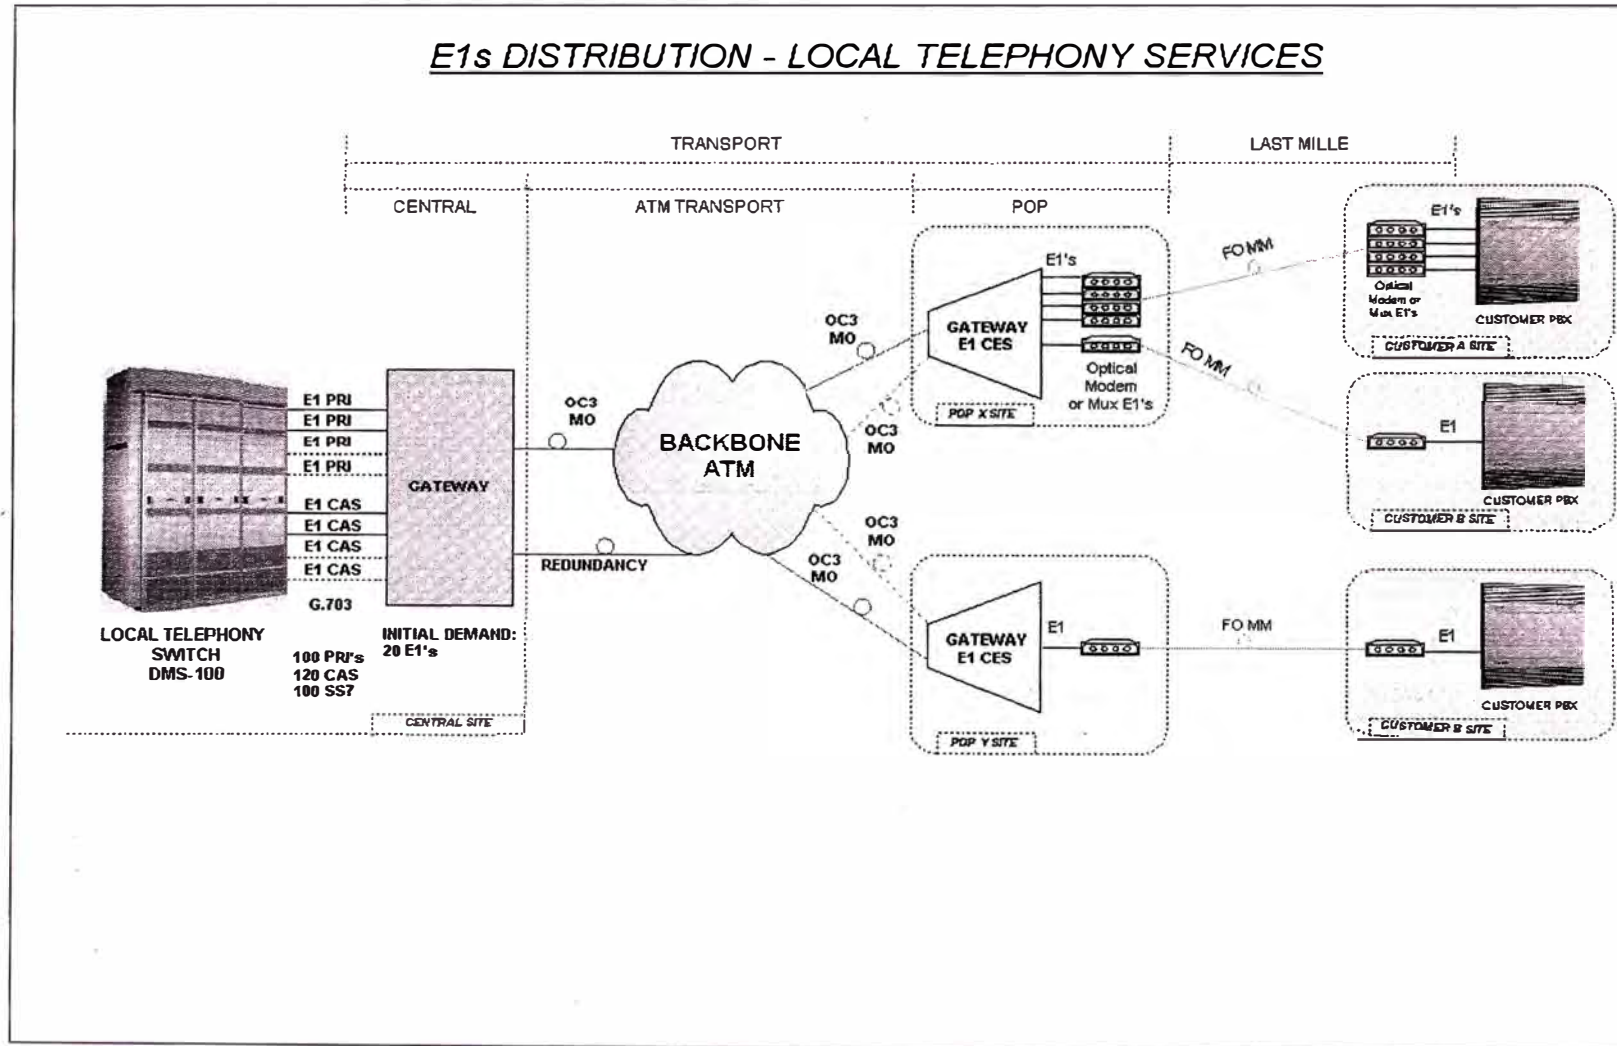 E1s DISTRIBUTION - LOCAL TELEPHONY SERVICES
TRANSPORT
LAST MILLE
CENTRAL
ATM TRANSPORT
POP
E1 PRI
E1 PRI
E1 PRI
E1 PRI
E1 CAS
E1 CAS
E1 CAS
E1 CAS
G.703
LOCAL TELEPHONY
SWITCH
DMS-100
100 PRI's
120 CAS
100 SS7
GATEWAY
INITIAL DEMAND:
20 E1's
CENTRAL SITE
OC3
MO
REDUNDANCY
BACKBONE
ATM
OC3
MO
OC3
MO
OC3
MO
OC3
MO
GATEWAY
E1 CES
E1's
Optical
Modem
or Mux E1's
POP X SITE
GATEWAY
E1 CES
E1
POP Y SITE
FO MM
FO MM
FO MM
E1's
Optical
Modem or
Mux E1's
CUSTOMER PBX
CUSTOMER A SITE
E1
CUSTOMER PBX
CUSTOMER B SITE
E1
CUSTOMER PBX
CUSTOMER B SITE